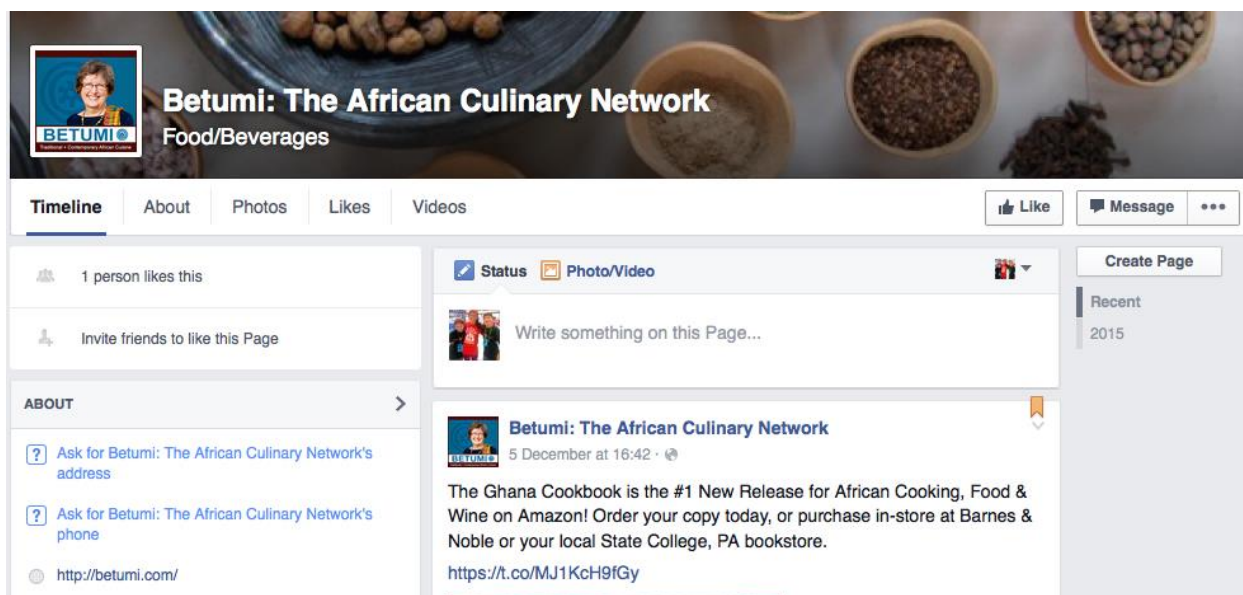 Betumi: The African Culinary Network
Food/Beverages
BETUMI
Timeline
About
Photos
Likes
Videos
Like
Message
1 person likes this
Invite friends to like this Page
ABOUT
Ask for Betumi: The African Culinary Network's
address
Ask for Betumi: The African Culinary Network's
phone
http://betumi.com/
Status
Photo/Video
Write something on this Page...
Betumi: The African Culinary Network
5 December at 16:42 ·
BETUMI
The Ghana Cookbook is the #1 New Release for African Cooking, Food &
Wine on Amazon! Order your copy today, or purchase in-store at Barnes &
Noble or your local State College, PA bookstore.
https://t.co/MJ1KcH9fGy
Create Page
Recent
2015